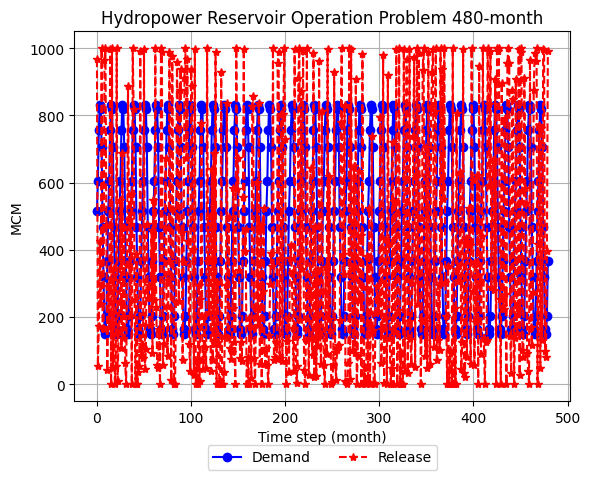 Hydropower Reservoir Operation Problem 480-month
1000
800
600
400
200
0
MCM
0 100 200 300 400 500
Time step (month)
Demand Release